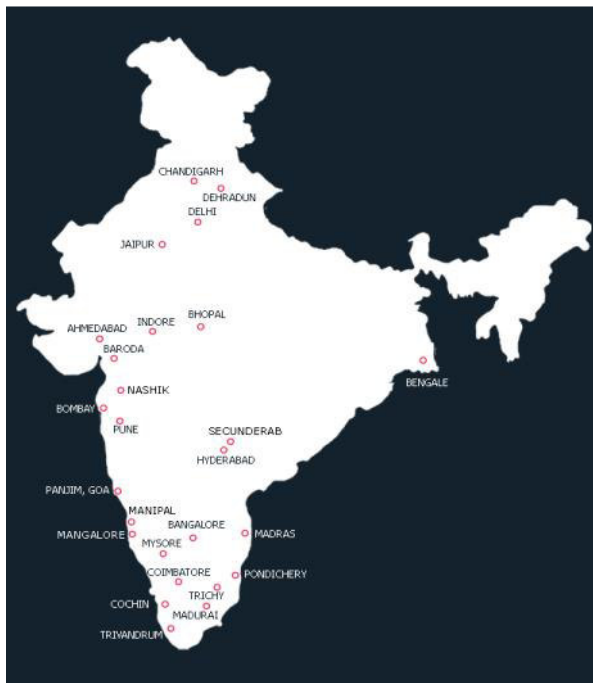 CHANDIGARH
DEHRADUN
DELHI
JAIPUR
BHOPAL
INDORE
AHMEDABAD
BARODA
BENGALE
NASHIK
BOMBAY
PUNE
SECUNDERAB
HYDERABAD
PANJIM, GOA
MANIPAL
BANGALORE
MADRAS
MANGALORE
MYSORE
COIMBATORE
PONDICHERY
TRICHY
COCHIN
MADURAI
TRIVANDRUM